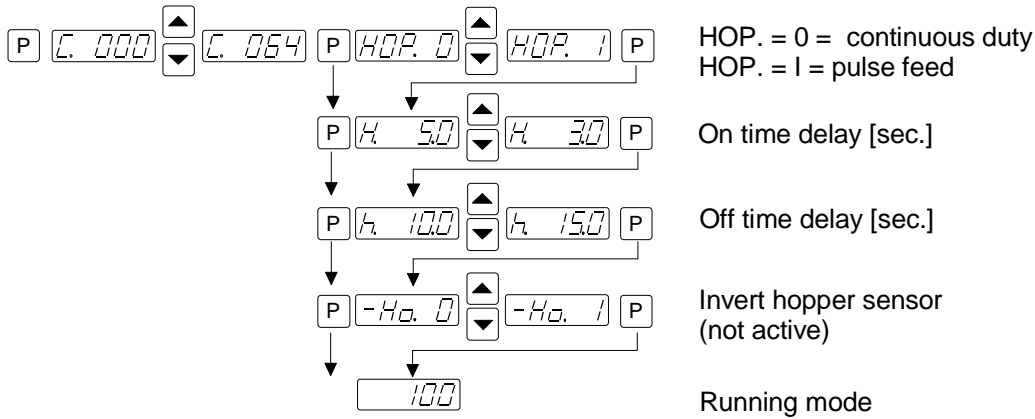 P C. 000 C. 064 P HOP. 0 HOP. 1 P HOP. = 0 = continuous duty
HOP. = I = pulse feed
P H. 5.0 H. 3.0 P On time delay [sec.]
P h. 10.0 h. 15.0 P Off time delay [sec.]
P -Ho. 0 -Ho. 1 P Invert hopper sensor
(not active)
100 Running mode